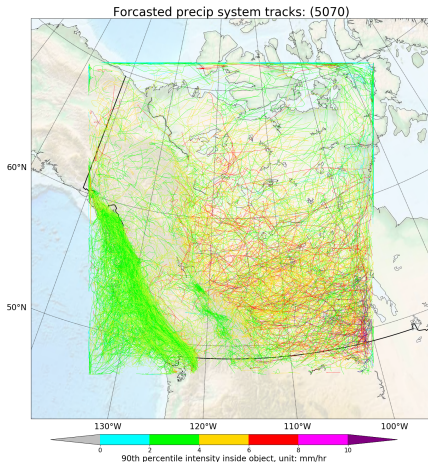 Forcasted precip system tracks: (5070)
60°N
50°N
130°W 120°W 110°W 100°W
0 2 4 6 8 10
90th percentile intensity inside object, unit: mm/hr